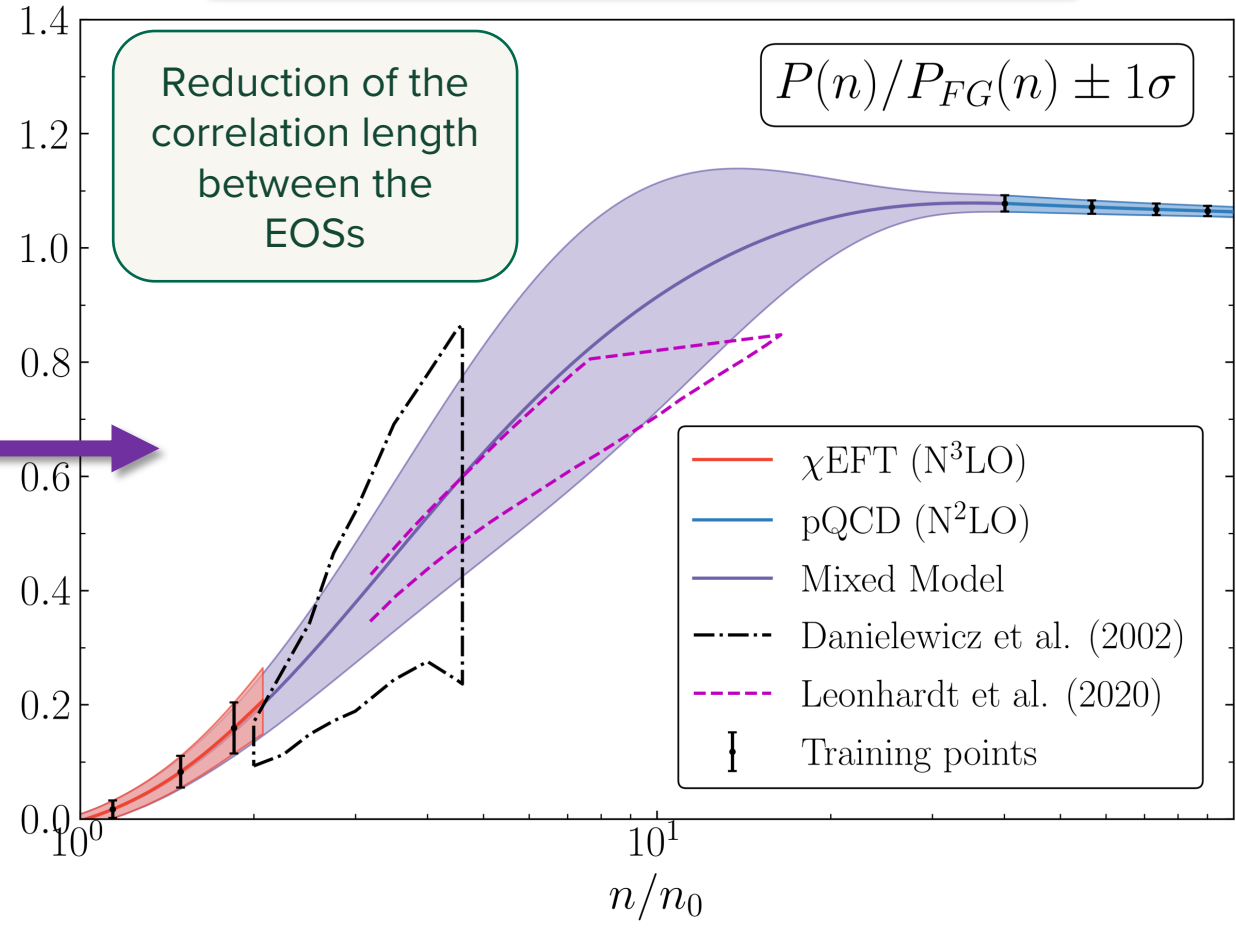 1.4
1.2
1.0
0.8
0.6
0.4
0.2
0.0
Reduction of the
correlation length
between the
EOSs
P(n)/P_{FG}(n) ± 1σ
χEFT (N³LO)
pQCD (N²LO)
Mixed Model
Danielewicz et al. (2002)
Leonhardt et al. (2020)
Training points
10⁰
10¹
n/n₀